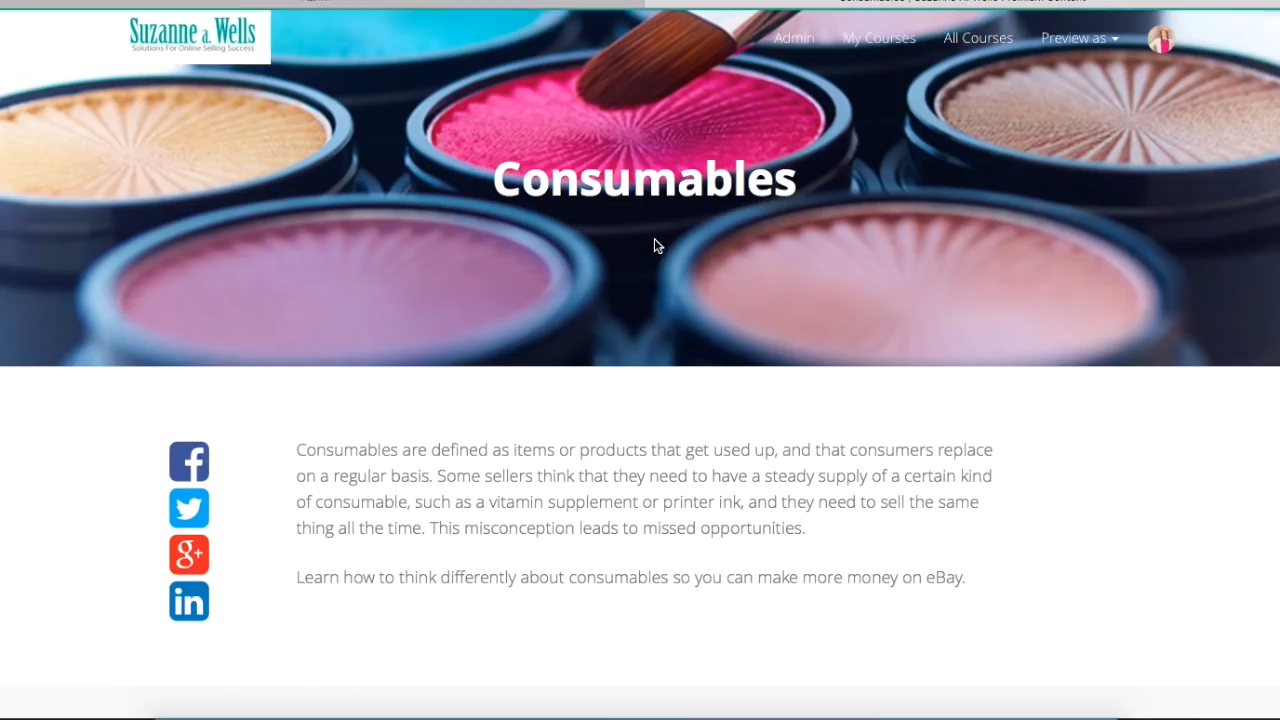 Suzanne a. Wells
Solutions For Online Selling Success
Admin
My Courses
All Courses
Preview as
Consumables
Consumables are defined as items or products that get used up, and that consumers replace
on a regular basis. Some sellers think that they need to have a steady supply of a certain kind
of consumable, such as a vitamin supplement or printer ink, and they need to sell the same
thing all the time. This misconception leads to missed opportunities.
Learn how to think differently about consumables so you can make more money on eBay.